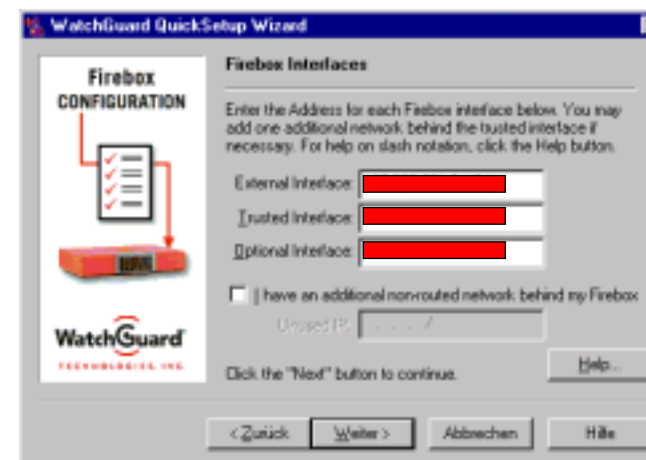 WatchGuard QuickSetup Wizard
Firebox
CONFIGURATION
WatchGuard
TECHNOLOGIES, INC.
Firebox Interfaces
Enter the Address for each Firebox interface below. You may
add one additional network behind the trusted interface if
necessary. For help on slash notation, click the Help button.
External Interface:
Trusted Interface:
Optional Interface:
I have an additional non-routed network behind my Firebox
Unused IP: . . . /
Click the "Next" button to continue.
Help...
< Zurück Weiter > Abbrechen Hilfe